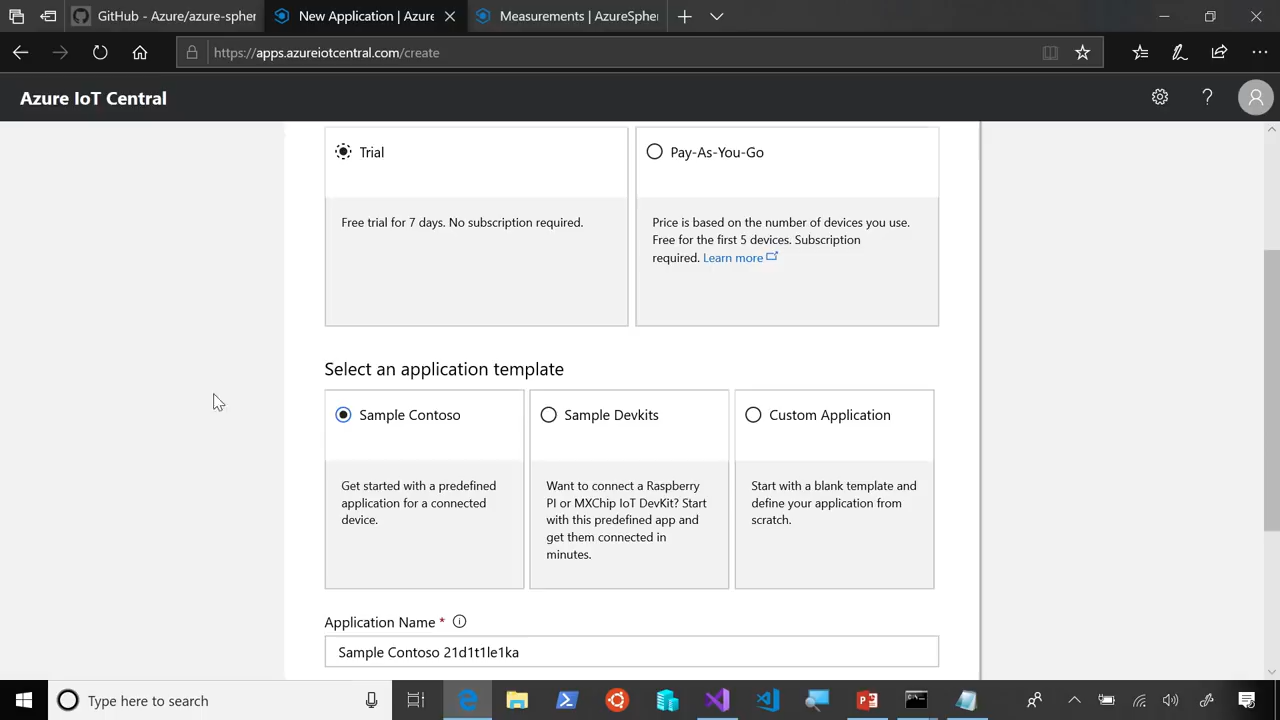 GitHub - Azure/azure-spher
New Application | Azure
Measurements | AzureSpher
https://apps.azureiotcentral.com/create
Azure IoT Central
Trial
Pay-As-You-Go
Free trial for 7 days. No subscription required.
Price is based on the number of devices you use.
Free for the first 5 devices. Subscription
required. Learn more
Select an application template
Sample Contoso
Sample Devkits
Custom Application
Get started with a predefined
application for a connected
device.
Want to connect a Raspberry
PI or MXChip IoT DevKit? Start
with this predefined app and
get them connected in
minutes.
Start with a blank template and
define your application from
scratch.
Application Name *
Sample Contoso 21d1t1le1ka
Type here to search